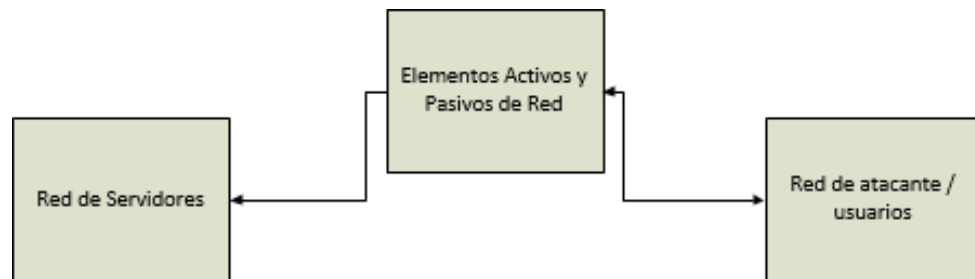 Elementos Activos y
Pasivos de Red
Red de Servidores
Red de atacante /
usuarios